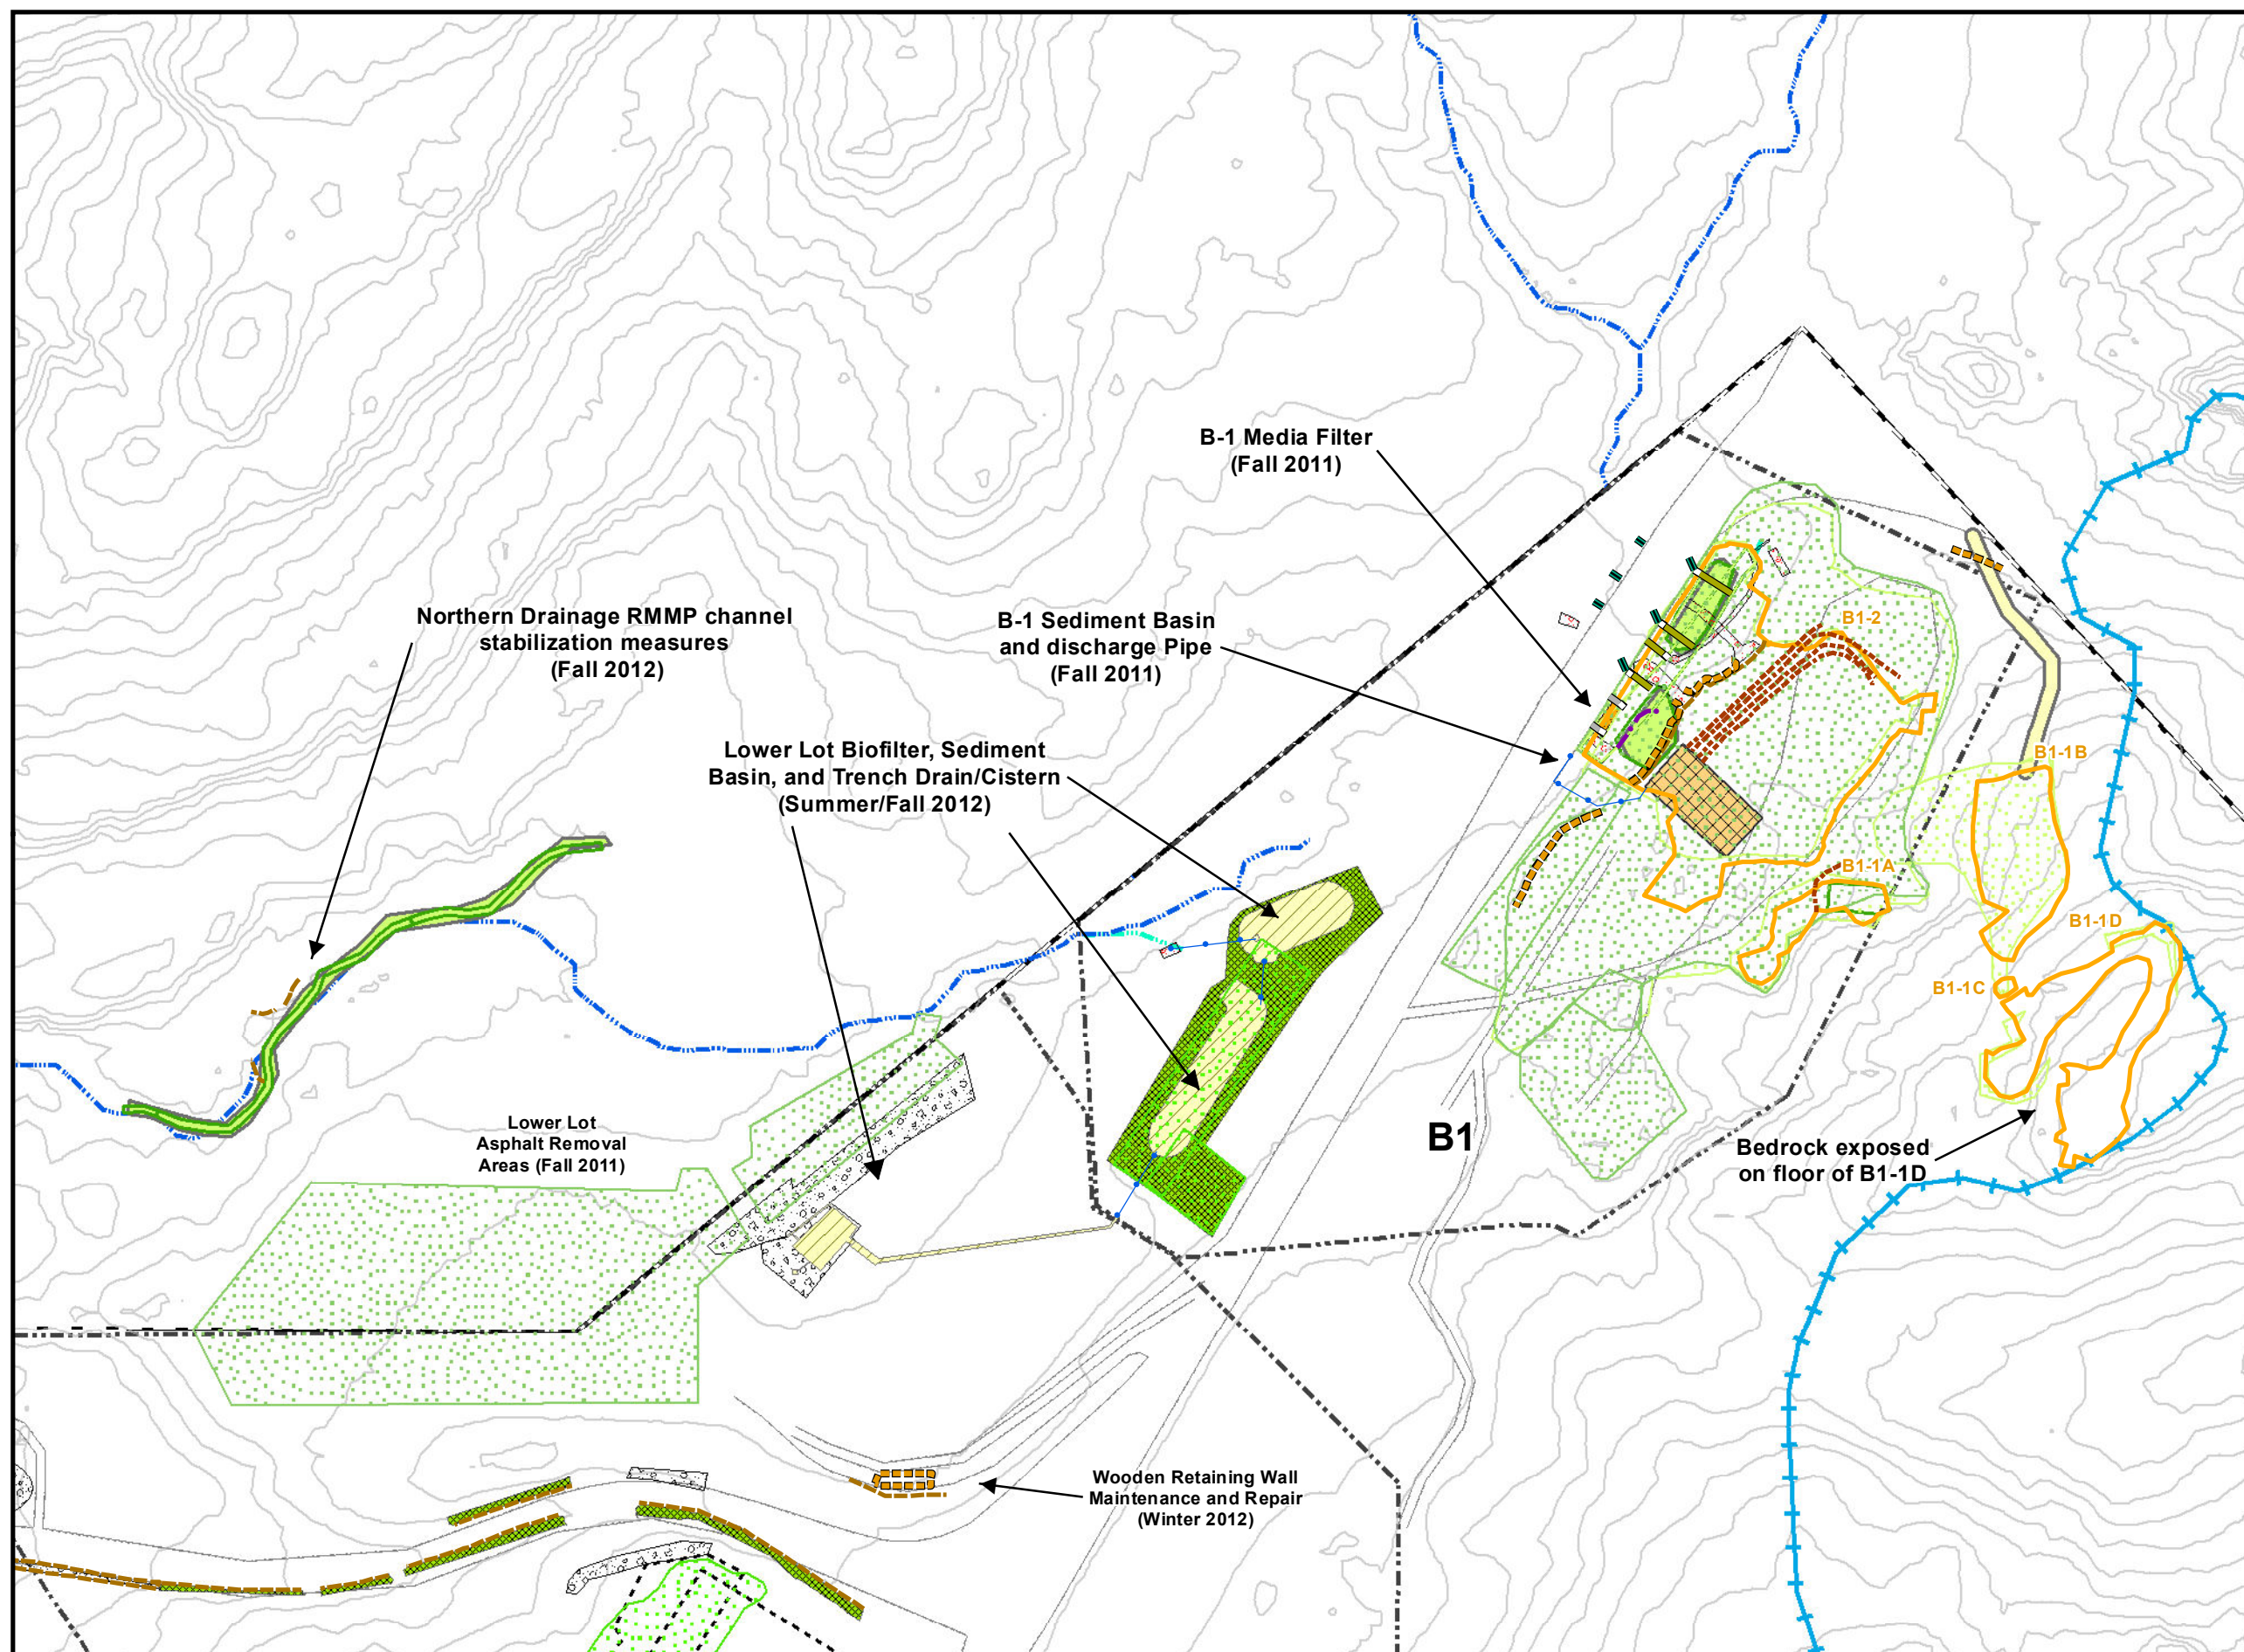 B-1 Media Filter
(Fall 2011)
Northern Drainage RMMP channel
stabilization measures
(Fall 2012)
B-1 Sediment Basin
and discharge Pipe
(Fall 2011)
B1-2
Lower Lot Biofilter, Sediment
Basin, and Trench Drain/Cistern
(Summer/Fall 2012)
B1-1B
B1-1A
B1-1D
B1-1C
Lower Lot
Asphalt Removal
Areas (Fall 2011)
B1
Bedrock exposed
on floor of B1-1D
Wooden Retaining Wall
Maintenance and Repair
(Winter 2012)